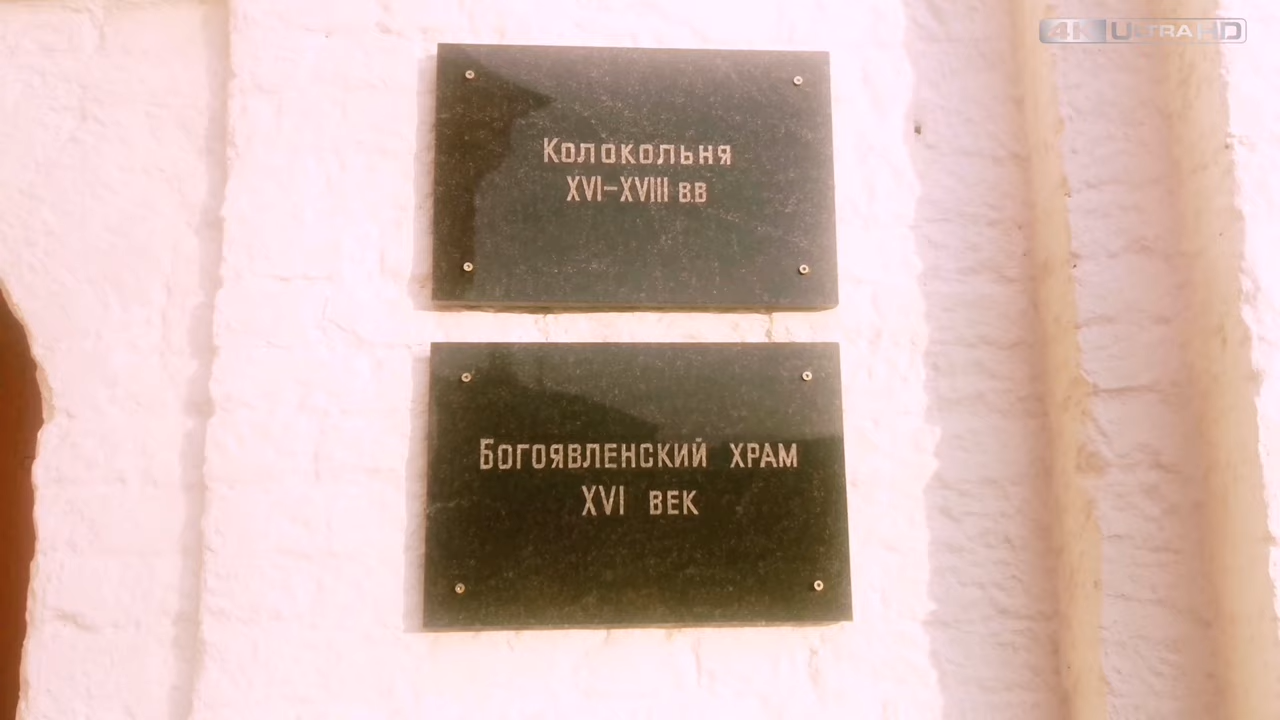 4K ULTRA HD
КОЛОКОЛЬНЯ
XVI-XVIII В.В
БОГОЯВЛЕНСКИЙ ХРАМ
XVI ВЕК